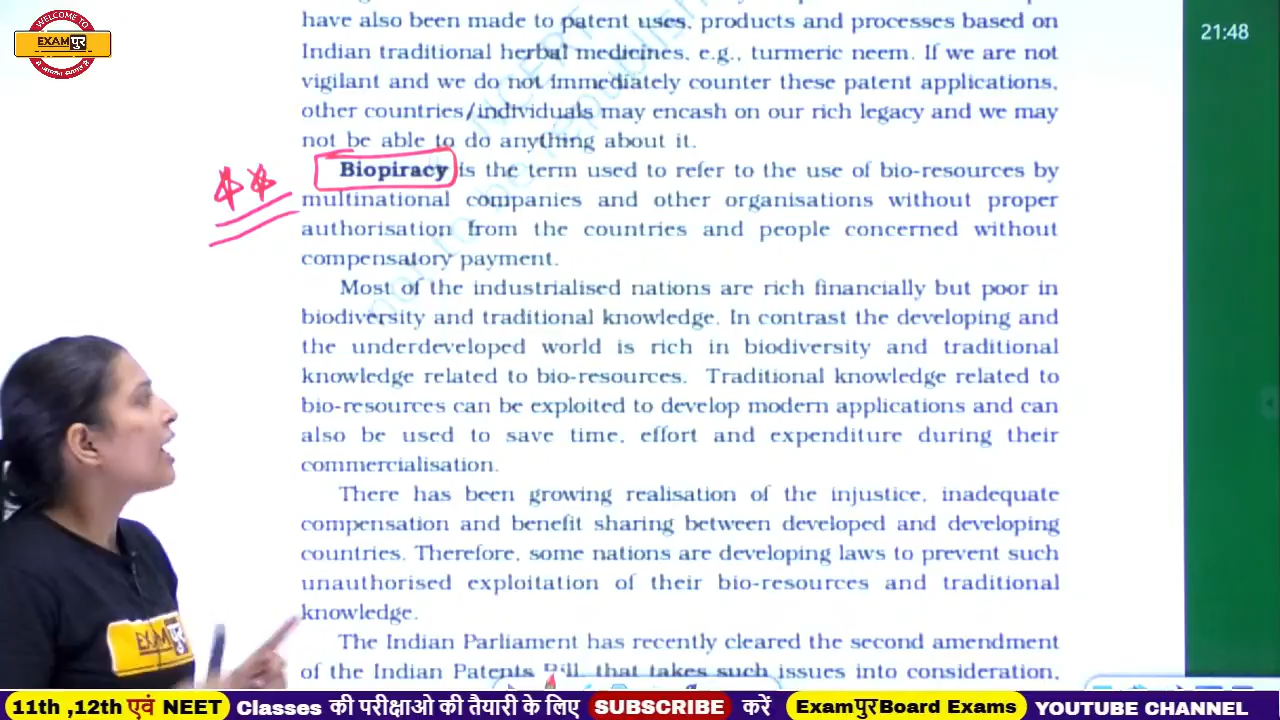 WELCOME TO
EXAMपुर
have also been made to patent uses, products and processes based on
21:48
Indian traditional herbal medicines, e.g., turmeric neem. If we are not
vigilant and we do not immediately counter these patent applications,
other countries/individuals may encash on our rich legacy and we may
not be able to do anything about it.
Biopiracy is the term used to refer to the use of bio-resources by
multinational companies and other organisations without proper
authorisation from the countries and people concerned without
compensatory payment.
Most of the industrialised nations are rich financially but poor in
biodiversity and traditional knowledge. In contrast the developing and
the underdeveloped world is rich in biodiversity and traditional
knowledge related to bio-resources. Traditional knowledge related to
bio-resources can be exploited to develop modern applications and can
also be used to save time, effort and expenditure during their
commercialisation.
There has been growing realisation of the injustice, inadequate
compensation and benefit sharing between developed and developing
countries. Therefore, some nations are developing laws to prevent such
unauthorised exploitation of their bio-resources and traditional
knowledge.
The Indian Parliament has recently cleared the second amendment
of the Indian Patents Bill, that takes such issues into consideration,
EXAMपुर
11th ,12th एवं NEET Classes की परीक्षाओ की तैयारी के लिए SUBSCRIBE करें ExamपुरBoard Exams YOUTUBE CHANNEL